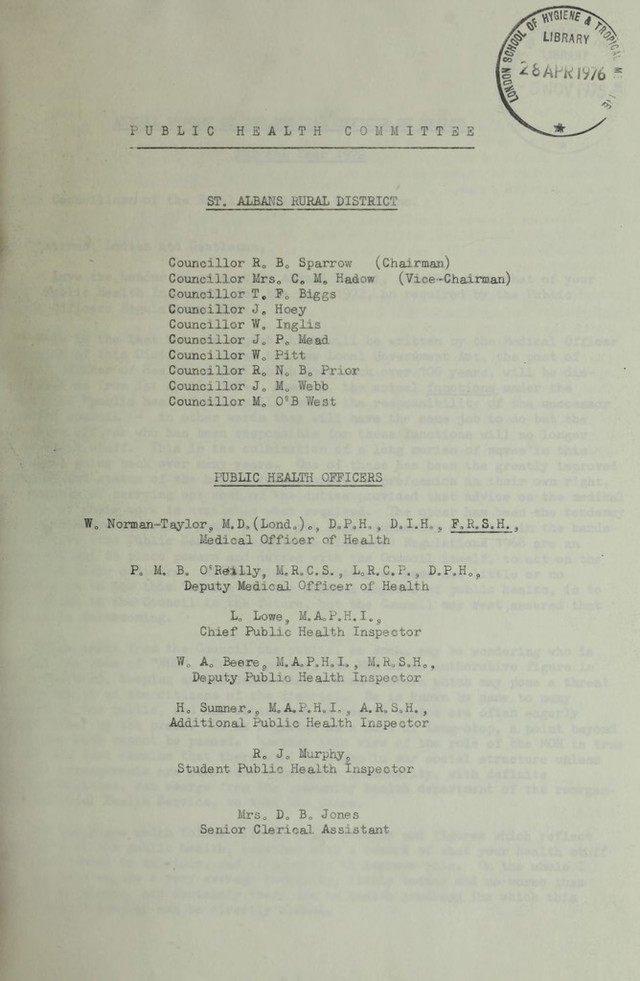 LONDON SCHOOL OF HYGIENE & TROPICAL
LIBRARY
28 APR 1976
PUBLIC HEALTH COMMITTEE
ST. ALBANS RURAL DISTRICT
Councillor R. B. Sparrow (Chairman)
Councillor Mrs. C. M. Hadow (Vice-Chairman)
Councillor T. F. Biggs
Councillor J. Hoey
Councillor W. Inglis
Councillor J. P. Mead
Councillor W. Pitt
Councillor R. N. B. Prior
Councillor J. M. Webb
Councillor M. O'B West
PUBLIC HEALTH OFFICERS
W. Norman-Taylor, M.D.(Lond.)., D.P.H., D.I.H., F.R.S.H.,
Medical Officer of Health
P. M. B. O'Reilly, M.R.C.S., L.R.C.P., D.P.H.,
Deputy Medical Officer of Health
L. Lowe, M.A.P.H.I.,
Chief Public Health Inspector
W. A. Beere, M.A.P.H.I., M.R.S.H.,
Deputy Public Health Inspector
H. Sumner., M.A.P.H.I., A.R.S.H.,
Additional Public Health Inspector
R. J. Murphy,
Student Public Health Inspector
Mrs. D. B. Jones
Senior Clerical Assistant